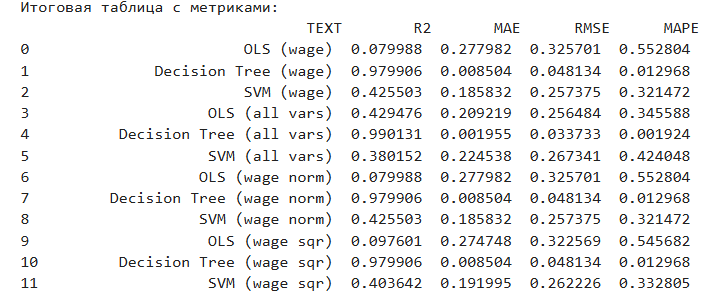 Итоговая таблица с метриками:
TEXT R2 MAE RMSE MAPE
0 OLS (wage) 0.079988 0.277982 0.325701 0.552804
1 Decision Tree (wage) 0.979906 0.008504 0.048134 0.012968
2 SVM (wage) 0.425503 0.185832 0.257375 0.321472
3 OLS (all vars) 0.429476 0.209219 0.256484 0.345588
4 Decision Tree (all vars) 0.990131 0.001955 0.033733 0.001924
5 SVM (all vars) 0.380152 0.224538 0.267341 0.424048
6 OLS (wage norm) 0.079988 0.277982 0.325701 0.552804
7 Decision Tree (wage norm) 0.979906 0.008504 0.048134 0.012968
8 SVM (wage norm) 0.425503 0.185832 0.257375 0.321472
9 OLS (wage sqr) 0.097601 0.274748 0.322569 0.545682
10 Decision Tree (wage sqr) 0.979906 0.008504 0.048134 0.012968
11 SVM (wage sqr) 0.403642 0.191995 0.262226 0.332805